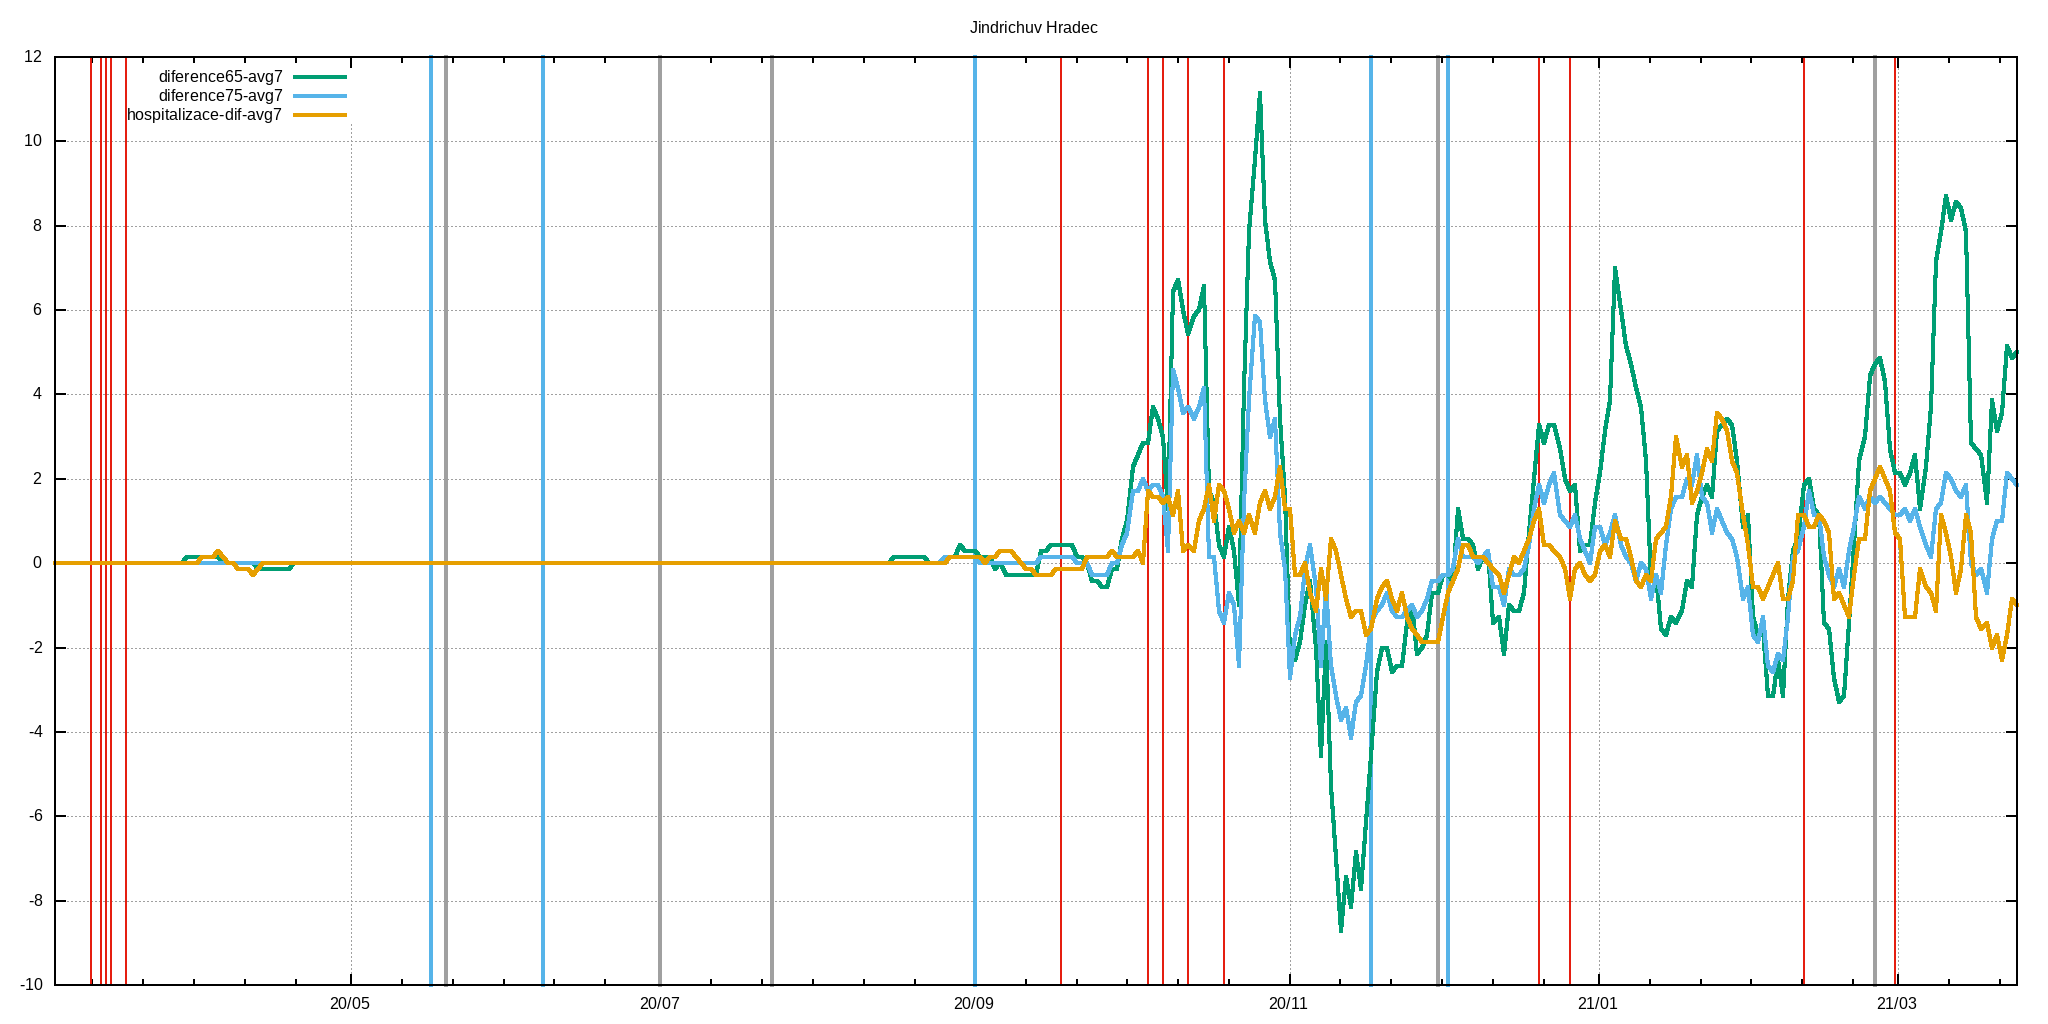 Jindrichuv Hradec
diference65-avg7
diference75-avg7
hospitalizace-dif-avg7
12
10
8
6
4
2
0
-2
-4
-6
-8
-10
20/05 20/07 20/09 20/11 21/01 21/03